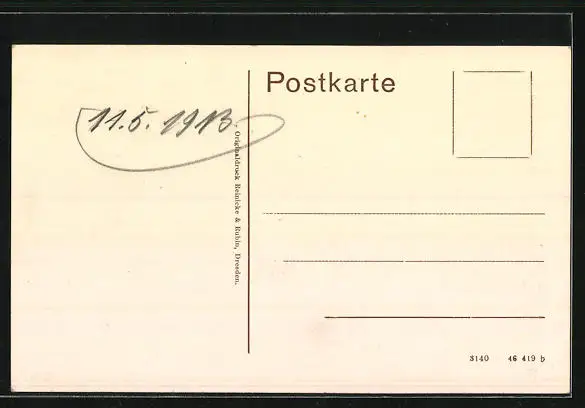 Postkarte
11.5.1913
Originaldruck Reinicke & Rubin, Dresden.
3140 46 419 b